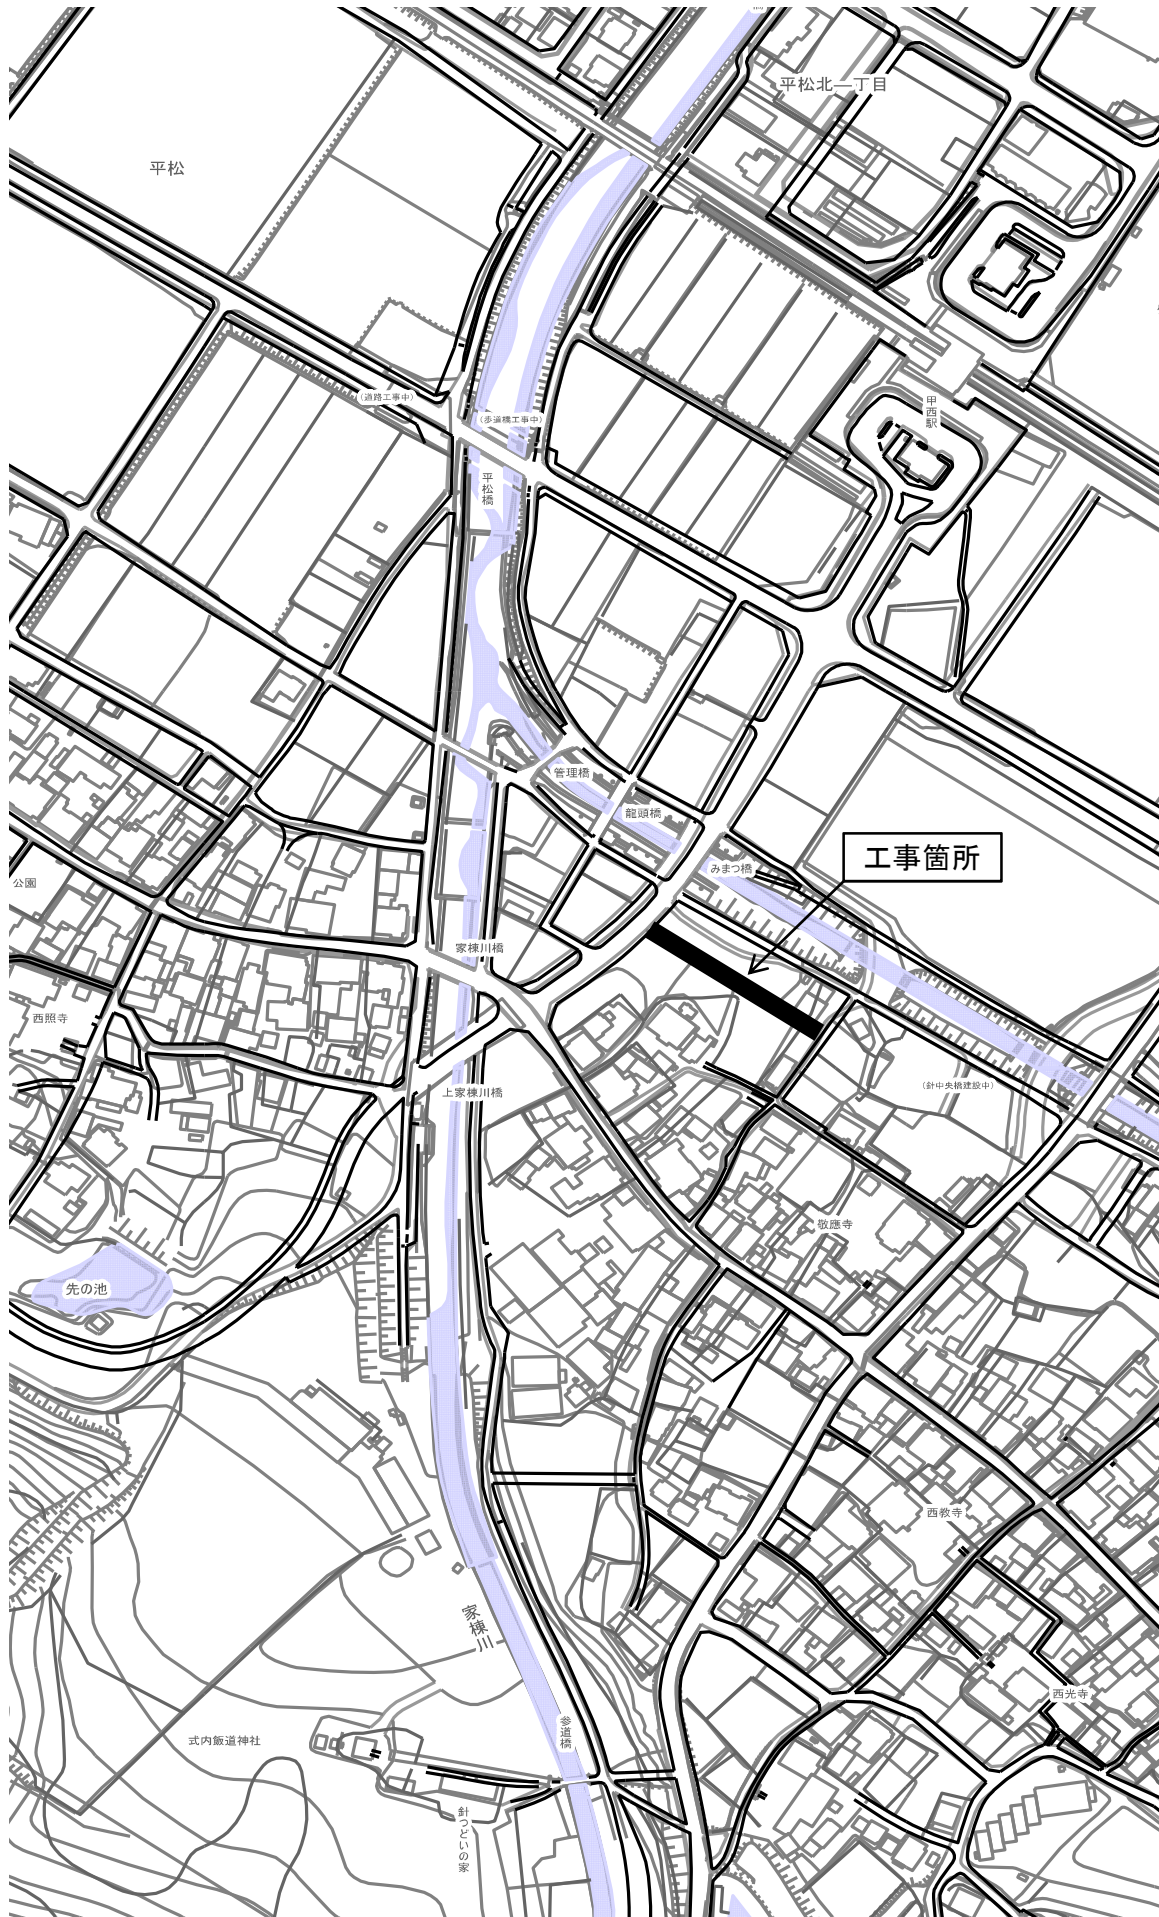 平松北一丁目
平松
甲西駅
(道路工事中)
(歩道橋工事中)
平松橋
管理橋
龍頭橋
工事箇所
みまつ橋
公園
家棟川橋
西照寺
上家棟川橋
(針中央橋建設中)
敬應寺
先の池
西教寺
家棟川
西光寺
参道橋
式内飯道神社
針つどいの家